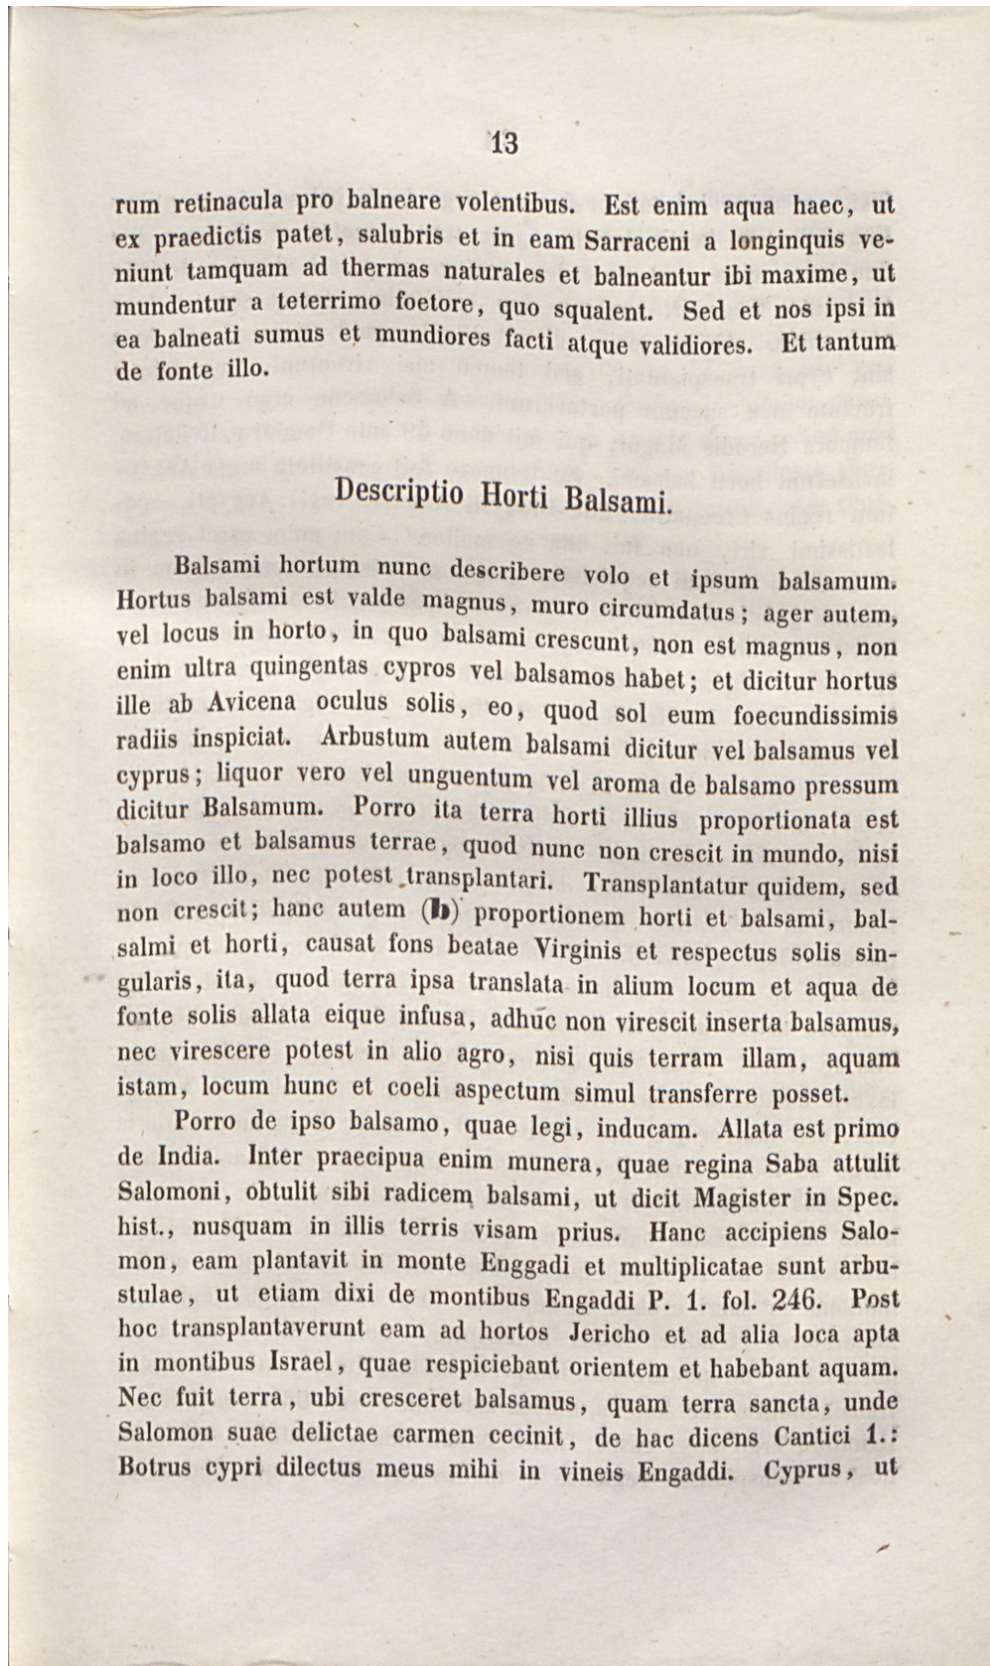 13
rum retinacula pro balneare volentibus. Est enim aqua haec, ut
ex praedictis patet, salubris et in eam Sarraceni a longinquis ve-
niunt tamquam ad thermas naturales et balneantur ibi maxime, ut
mundentur a teterrimo foetore, quo squalent. Sed et nos ipsi in
ea balneati sumus et mundiores facti atque validiores. Et tantum
de fonte illo.
Descriptio Horti Balsami.
Balsami hortum nunc describere volo et ipsum balsamum.
Hortus balsami est valde magnus, muro circumdatus; ager autem,
vel locus in horto, in quo balsami crescunt, non est magnus, non
enim ultra quingentas cypros vel balsamos habet; et dicitur hortus
ille ab Avicena oculus solis, eo, quod sol eum foecundissimis
radiis inspiciat. Arbustum autem balsami dicitur vel balsamus vel
cyprus; liquor vero vel unguentum vel aroma de balsamo pressum
dicitur Balsamum. Porro ita terra horti illius proportionata est
balsamo et balsamus terrae, quod nunc non crescit in mundo, nisi
in loco illo, nec potest transplantari. Transplantatur quidem, sed
non crescit; hanc autem (b) proportionem horti et balsami, bal-
salmi et horti, causat fons beatae Virginis et respectus solis sin-
gularis, ita, quod terra ipsa translata in alium locum et aqua de
fonte solis allata eique infusa, adhuc non virescit inserta balsamus,
nec virescere potest in alio agro, nisi quis terram illam, aquam
istam, locum hunc et coeli aspectum simul transferre posset.
Porro de ipso balsamo, quae legi, inducam. Allata est primo
de India. Inter praecipua enim munera, quae regina Saba attulit
Salomoni, obtulit sibi radicem balsami, ut dicit Magister in Spec.
hist., nusquam in illis terris visam prius. Hanc accipiens Salo-
mon, eam plantavit in monte Enggadi et multiplicatae sunt arbu-
stulae, ut etiam dixi de montibus Engaddi P. 1. fol. 246. Post
hoc transplantaverunt eam ad hortos Jericho et ad alia loca apta
in montibus Israel, quae respiciebant orientem et habebant aquam.
Nec fuit terra, ubi cresceret balsamus, quam terra sancta, unde
Salomon suae delictae carmen cecinit, de hac dicens Cantici 1.:
Botrus cypri dilectus meus mihi in vineis Engaddi. Cyprus, ut